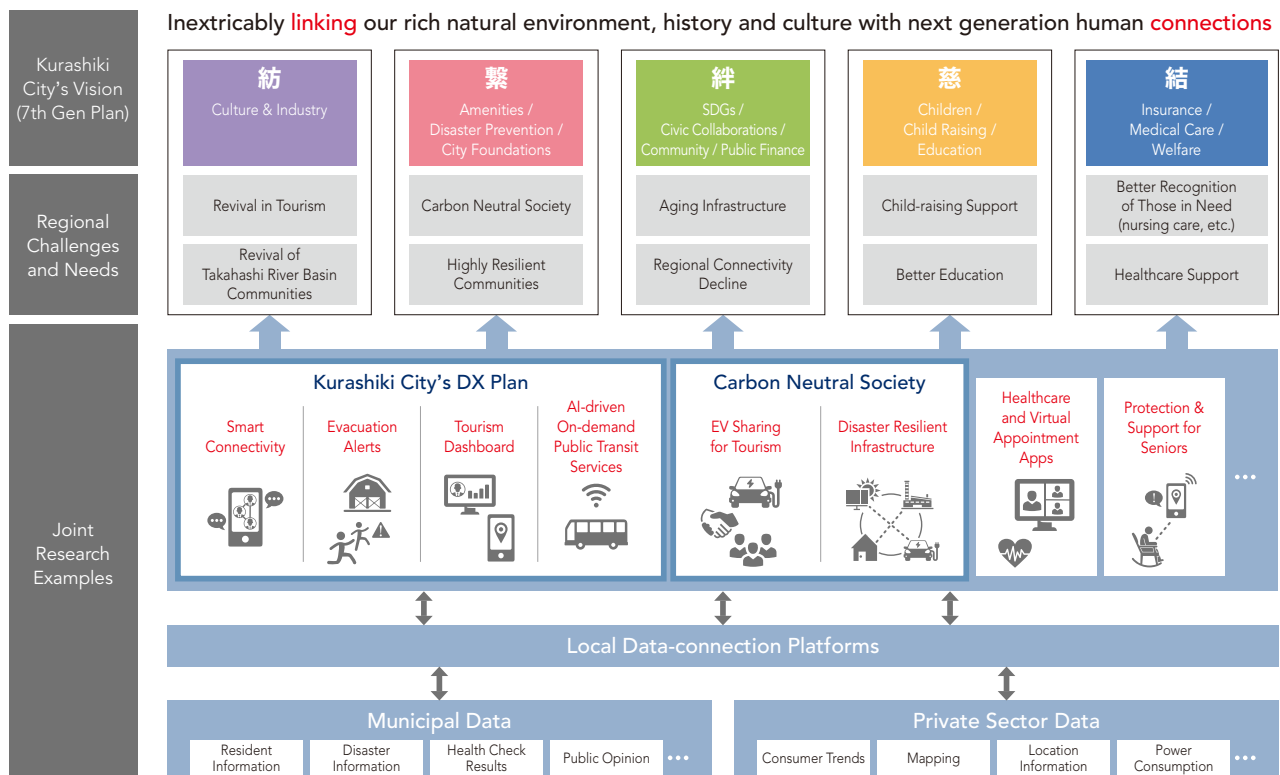 Inextricably linking our rich natural environment, history and culture with next generation human connections
Kurashiki
City's Vision
(7th Gen Plan)
紡
Culture & Industry
繋
Amenities /
Disaster Prevention /
City Foundations
絆
SDGs /
Civic Collaborations /
Community / Public Finance
慈
Children /
Child Raising /
Education
結
Insurance /
Medical Care /
Welfare
Regional
Challenges
and Needs
Revival in Tourism
Carbon Neutral Society
Aging Infrastructure
Child-raising Support
Better Recognition
of Those in Need
(nursing care, etc.)
Revival of
Takahashi River Basin
Communities
Highly Resilient
Communities
Regional Connectivity
Decline
Better Education
Healthcare Support
Joint
Research
Examples
Kurashiki City's DX Plan
Smart
Connectivity
Evacuation
Alerts
Tourism
Dashboard
AI-driven
On-demand
Public Transit
Services
Carbon Neutral Society
EV Sharing
for Tourism
Disaster Resilient
Infrastructure
Healthcare
and Virtual
Appointment
Apps
Protection &
Support for
Seniors
...
Local Data-connection Platforms
Municipal Data
Resident
Information
Disaster
Information
Health Check
Results
Public Opinion
...
Private Sector Data
Consumer Trends
Mapping
Location
Information
Power
Consumption
...